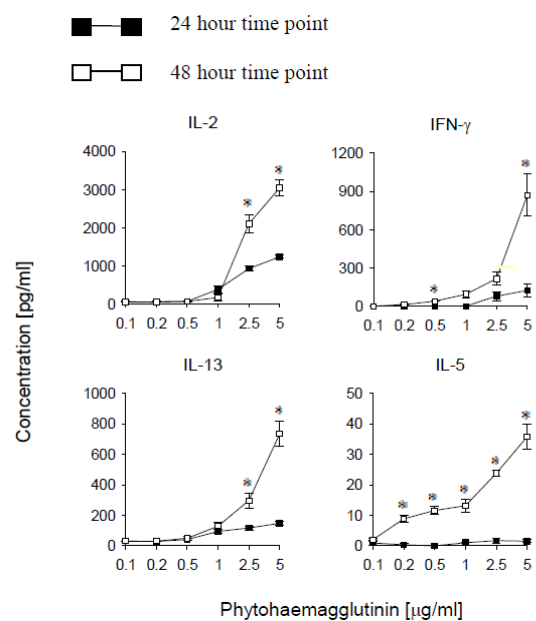 24 hour time point
48 hour time point
IL-2
4000
3000
2000
1000
0
0.1 0.2 0.5 1 2.5 5
*
*
IFN-γ
1200
900
600
300
0
0.1 0.2 0.5 1 2.5 5
*
*
IL-13
1000
800
600
400
200
0
0.1 0.2 0.5 1 2.5 5
*
*
IL-5
50
40
30
20
10
0
0.1 0.2 0.5 1 2.5 5
*
*
*
*
*
Concentration [pg/ml]
Phytohaemagglutinin [μg/ml]